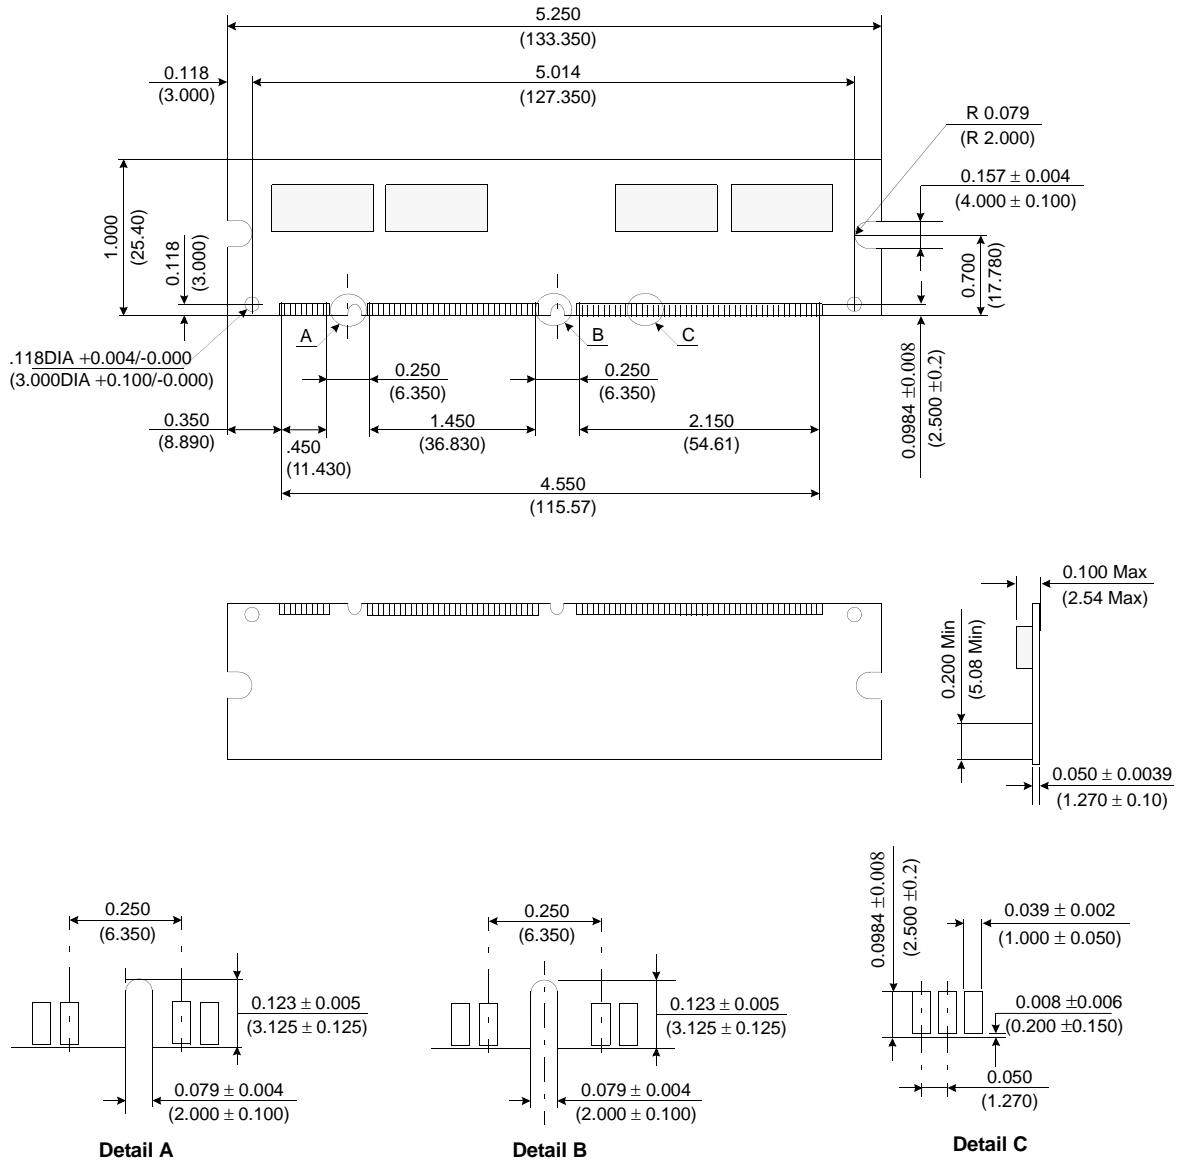 5.250
(133.350)
0.118
(3.000)
5.014
(127.350)
R 0.079
(R 2.000)
0.157 ± 0.004
(4.000 ± 0.100)
1.000
(25.40)
0.118
(3.000)
0.700
(17.780)
A
B
C
.118DIA +0.004/-0.000
(3.000DIA +0.100/-0.000)
0.250
(6.350)
0.250
(6.350)
0.0984 ±0.008
(2.500 ±0.2)
0.350
(8.890)
.450
(11.430)
1.450
(36.830)
2.150
(54.61)
4.550
(115.57)
0.100 Max
(2.54 Max)
0.200 Min
(5.08 Min)
0.050 ± 0.0039
(1.270 ± 0.10)
0.250
(6.350)
0.123 ± 0.005
(3.125 ± 0.125)
0.079 ± 0.004
(2.000 ± 0.100)
Detail A
0.250
(6.350)
0.123 ± 0.005
(3.125 ± 0.125)
0.079 ± 0.004
(2.000 ± 0.100)
Detail B
0.0984 ±0.008
(2.500 ±0.2)
0.039 ± 0.002
(1.000 ± 0.050)
0.008 ±0.006
(0.200 ±0.150)
0.050
(1.270)
Detail C